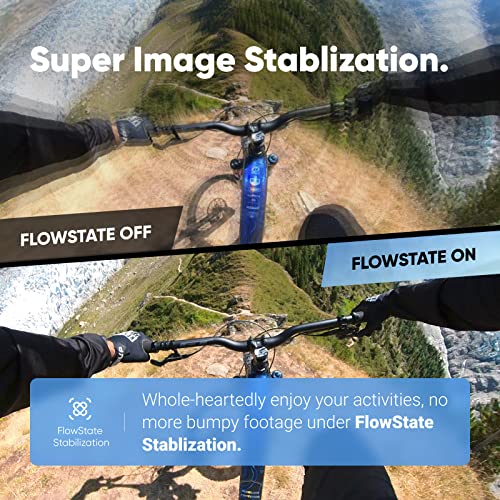 Super Image Stablization.
FLOWSTATE OFF
FLOWSTATE ON
FlowState
Stabilization
Whole-heartedly enjoy your activities, no
more bumpy footage under FlowState
Stablization.